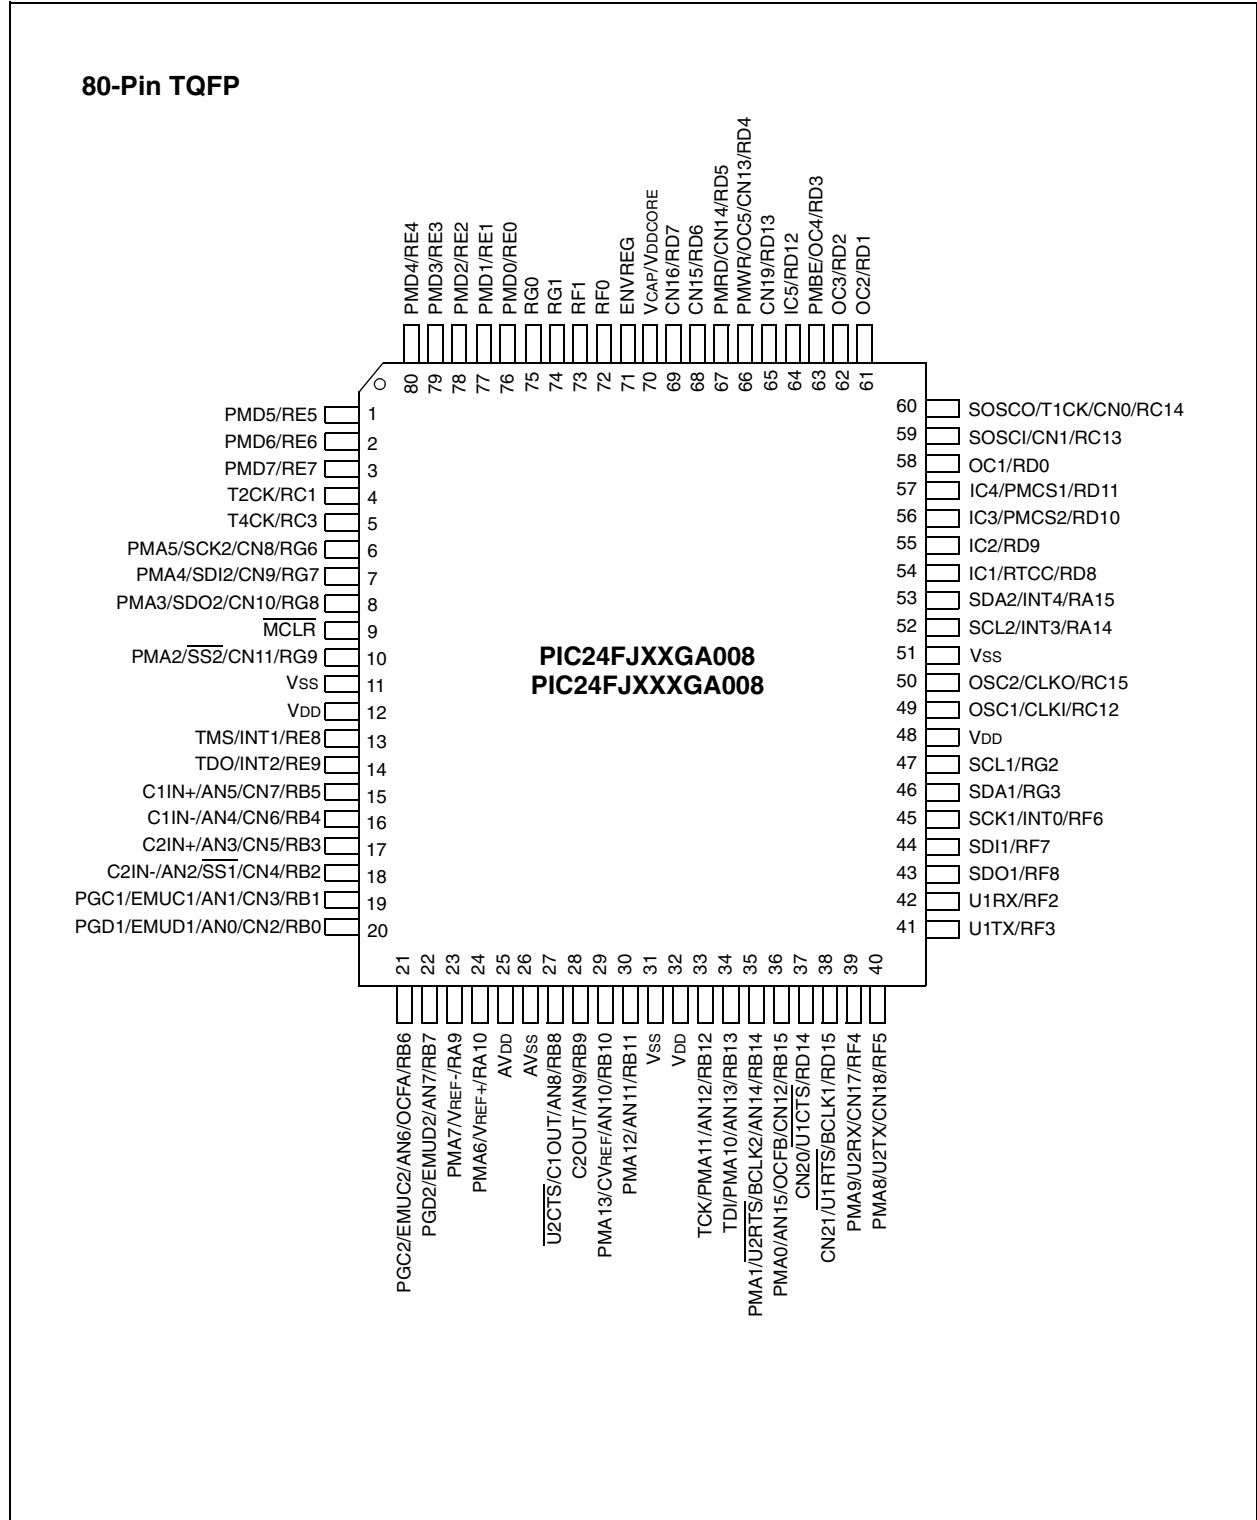 80-Pin TQFP
PMD4/RE4
PMD3/RE3
PMD2/RE2
PMD1/RE1
PMD0/RE0
RG0
RG1
RF1
RF0
ENVREG
VCAP/VDDCORE
CN16/RD7
CN15/RD6
PMRD/CN14/RD5
PMWR/OC5/CN13/RD4
CN19/RD13
IC5/RD12
PMBE/OC4/RD3
OC3/RD2
OC2/RD1
80
79
78
77
76
75
74
73
72
71
70
69
68
67
66
65
64
63
62
61
PMD5/RE5 1
PMD6/RE6 2
PMD7/RE7 3
T2CK/RC1 4
T4CK/RC3 5
PMA5/SCK2/CN8/RG6 6
PMA4/SDI2/CN9/RG7 7
PMA3/SDO2/CN10/RG8 8
MCLR 9
PMA2/SS2/CN11/RG9 10
VSS 11
VDD 12
TMS/INT1/RE8 13
TDO/INT2/RE9 14
C1IN+/AN5/CN7/RB5 15
C1IN-/AN4/CN6/RB4 16
C2IN+/AN3/CN5/RB3 17
C2IN-/AN2/SS1/CN4/RB2 18
PGC1/EMUC1/AN1/CN3/RB1 19
PGD1/EMUD1/AN0/CN2/RB0 20
PIC24FJXXGA008
PIC24FJXXXGA008
60 SOSCO/T1CK/CN0/RC14
59 SOSCI/CN1/RC13
58 OC1/RD0
57 IC4/PMCS1/RD11
56 IC3/PMCS2/RD10
55 IC2/RD9
54 IC1/RTCC/RD8
53 SDA2/INT4/RA15
52 SCL2/INT3/RA14
51 VSS
50 OSC2/CLKO/RC15
49 OSC1/CLKI/RC12
48 VDD
47 SCL1/RG2
46 SDA1/RG3
45 SCK1/INT0/RF6
44 SDI1/RF7
43 SDO1/RF8
42 U1RX/RF2
41 U1TX/RF3
21
22
23
24
25
26
27
28
29
30
31
32
33
34
35
36
37
38
39
40
PGC2/EMUC2/AN6/OCFA/RB6
PGD2/EMUD2/AN7/RB7
PMA7/VREF-/RA9
PMA6/VREF+/RA10
AVDD
AVSS
U2CTS/C1OUT/AN8/RB8
C2OUT/AN9/RB9
PMA13/CVREF/AN10/RB10
PMA12/AN11/RB11
VSS
VDD
TCK/PMA11/AN12/RB12
TDI/PMA10/AN13/RB13
PMA1/U2RTS/BCLK2/AN14/RB14
PMA0/AN15/OCFB/CN12/RB15
CN20/U1CTS/RD14
CN21/U1RTS/BCLK1/RD15
PMA9/U2RX/CN17/RF4
PMA8/U2TX/CN18/RF5